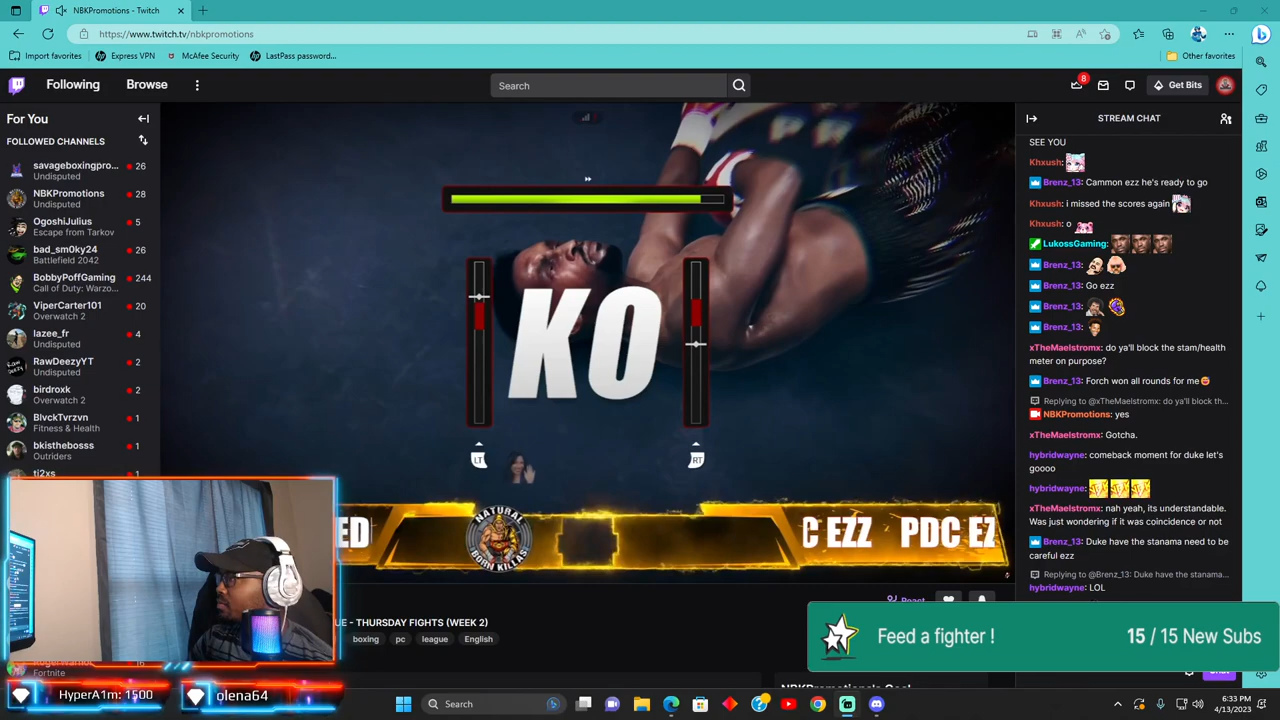 NBKPromotions - Twitch
https://www.twitch.tv/nbkpromotions
Import favorites
Express VPN
McAfee Security
LastPass password...
Other favorites
Following
Browse
Search
8
Get Bits
For You
FOLLOWED CHANNELS
savageboxingpro... 26
Undisputed
NBKPromotions 28
Undisputed
OgoshiJulius 5
Escape from Tarkov
bad_sm0ky24 26
Battlefield 2042
BobbyPoffGaming 244
Call of Duty: Warzo...
ViperCarter101 20
Overwatch 2
lazee_fr 4
Undisputed
RawDeezyYT 2
Undisputed
birdroxk 2
Overwatch 2
BlvckTvrzvn 1
Fitness & Health
bkisthebosss 1
Outriders
ti2xs 1
Fortnite
HyperA1m: 1500
olena64
KO
LT
RT
ED
NATURAL
BORN KILLAS
C EZZ PDC EZ
React
UE - THURSDAY FIGHTS (WEEK 2)
boxing
pc
league
English
STREAM CHAT
SEE YOU
Khxush:
Brenz_13: Cammon ezz he's ready to go
Khxush: i missed the scores again
Khxush: o
LukossGaming:
Brenz_13:
Brenz_13: Go ezz
Brenz_13:
Brenz_13:
xTheMaelstromx: do ya'll block the stam/health
meter on purpose?
Brenz_13: Forch won all rounds for me
Replying to @xTheMaelstromx: do ya'll block th...
NBKPromotions: yes
xTheMaelstromx: Gotcha.
hybridwayne: comeback moment for duke let's
goooo
hybridwayne:
xTheMaelstromx: nah yeah, its understandable.
Was just wondering if it was coincidence or not
Brenz_13: Duke have the stanama need to be
careful ezz
Replying to @Brenz_13: Duke have the stanama...
hybridwayne: LOL
Feed a fighter !
15 / 15 New Subs
Search
6:33 PM
4/13/2023